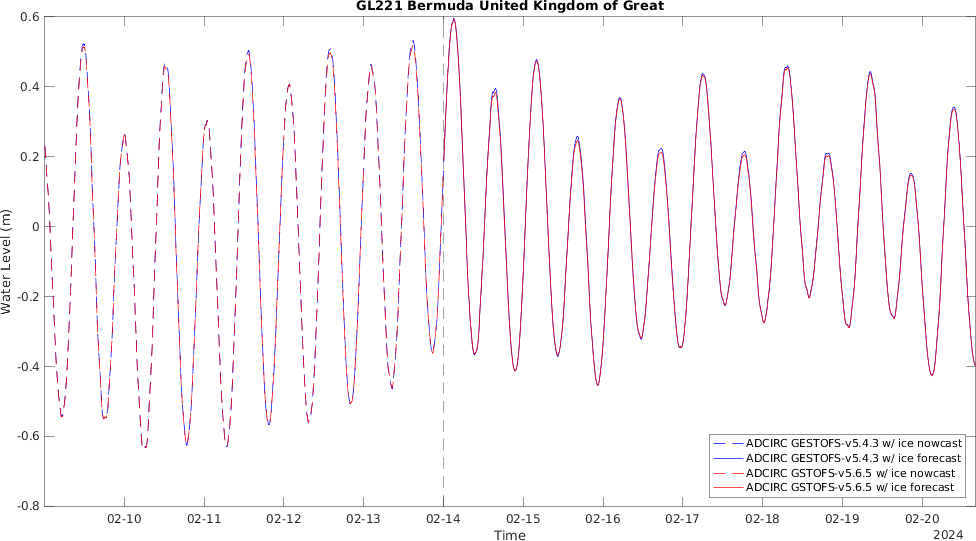 GL221 Bermuda United Kingdom of Great
0.6
0.4
0.2
0
-0.2
-0.4
-0.6
-0.8
Water Level (m)
ADCIRC GESTOFS-v5.4.3 w/ ice nowcast
ADCIRC GESTOFS-v5.4.3 w/ ice forecast
ADCIRC GSTOFS-v5.6.5 w/ ice nowcast
ADCIRC GSTOFS-v5.6.5 w/ ice forecast
02-10 02-11 02-12 02-13 02-14 02-15 02-16 02-17 02-18 02-19 02-20
Time
2024